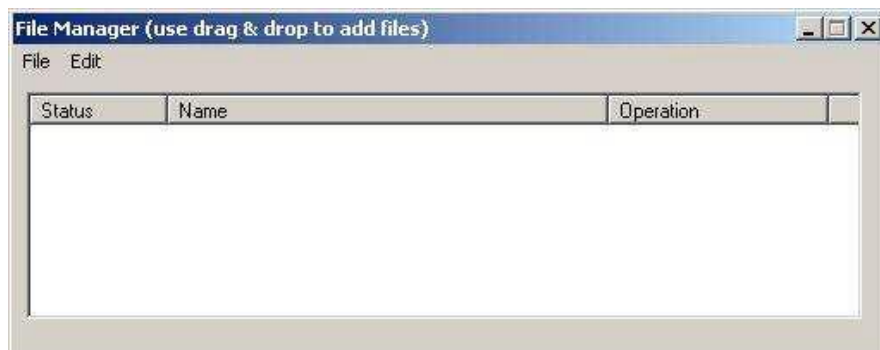 File Manager (use drag & drop to add files)
File Edit
Status Name Operation